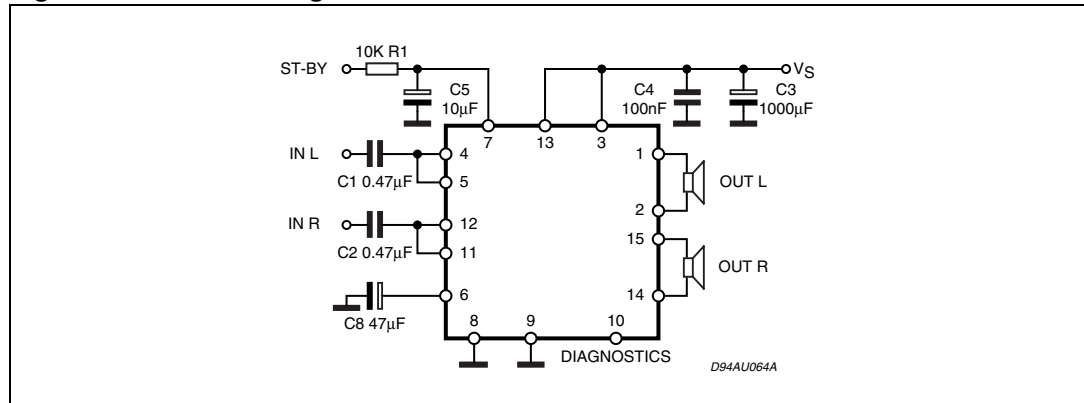 10K R1
ST-BY
C5
10µF
C4
100nF
VS
C3
1000µF
7
13
3
IN L
4
1
C1 0.47µF
5
OUT L
2
IN R
12
15
C2 0.47µF
11
OUT R
6
14
C8 47µF
8
9
10
DIAGNOSTICS
D94AU064A